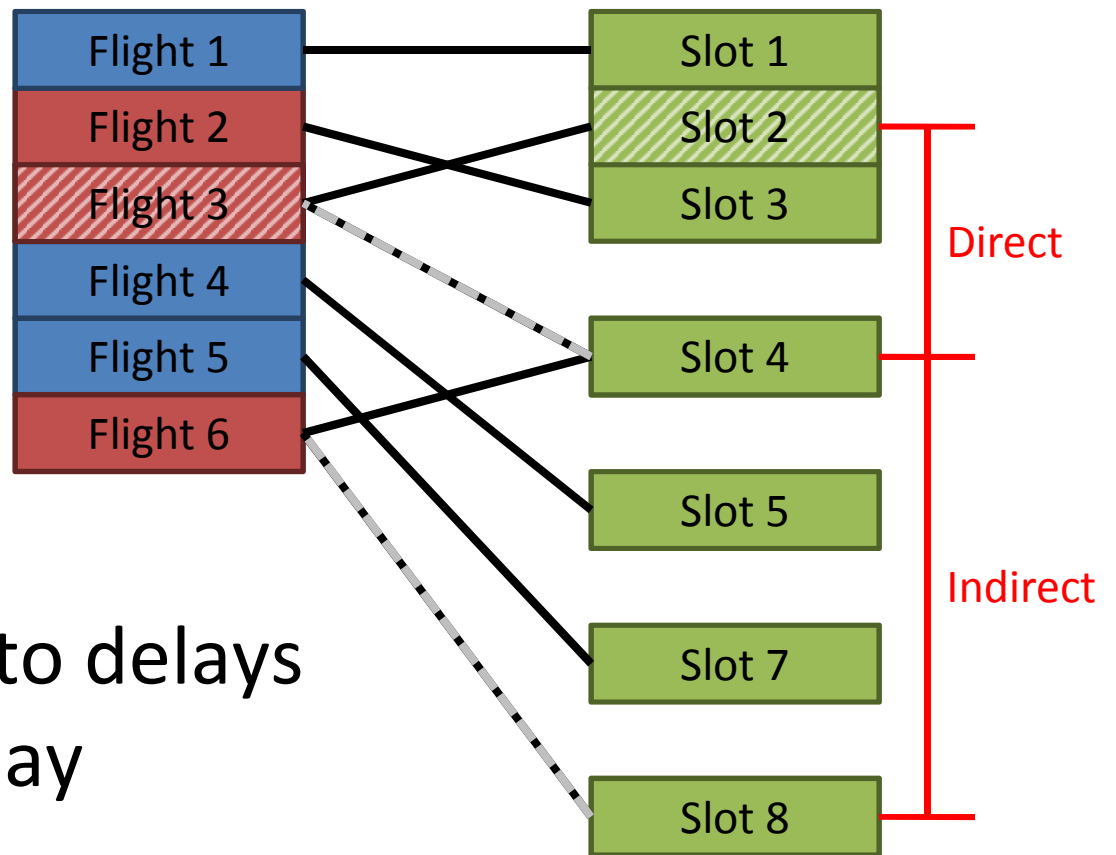 Flight 1
Flight 2
Flight 3
Flight 4
Flight 5
Flight 6
Slot 1
Slot 2
Slot 3
Slot 4
Slot 5
Slot 7
Slot 8
Direct
Indirect
to delays
ay